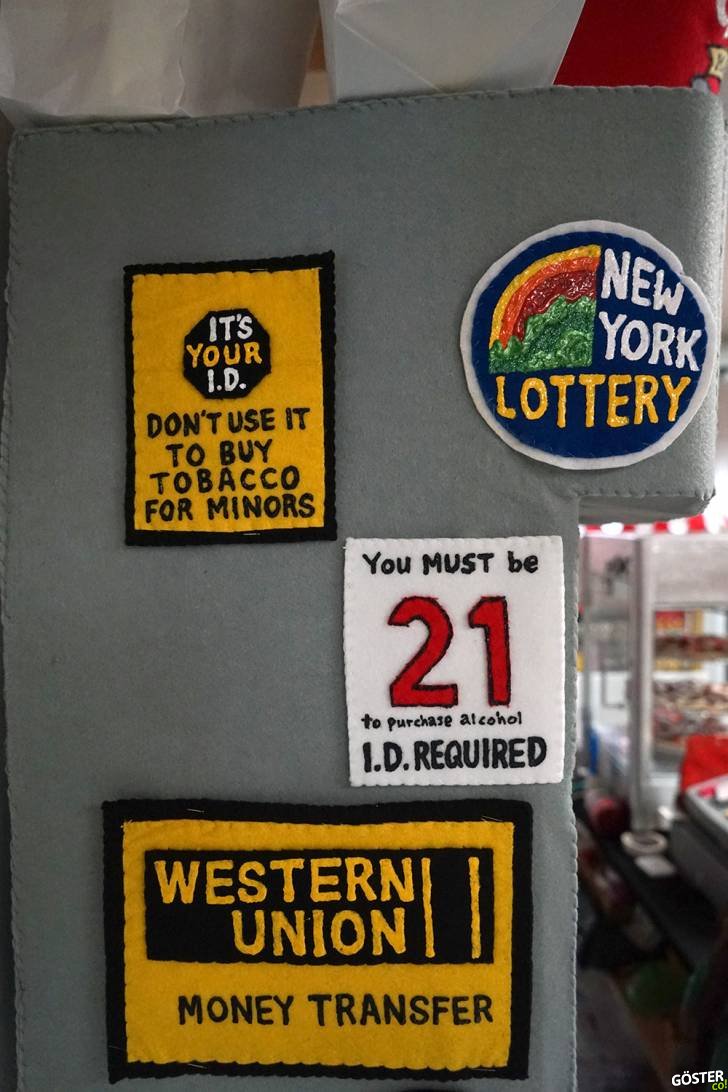 IT'S
YOUR
I.D.
DON'T USE IT
TO BUY
TOBACCO
FOR MINORS
NEW
YORK
LOTTERY
You MUST be
21
to purchase alcohol
I.D. REQUIRED
WESTERN
UNION
MONEY TRANSFER
GÖSTER
CO